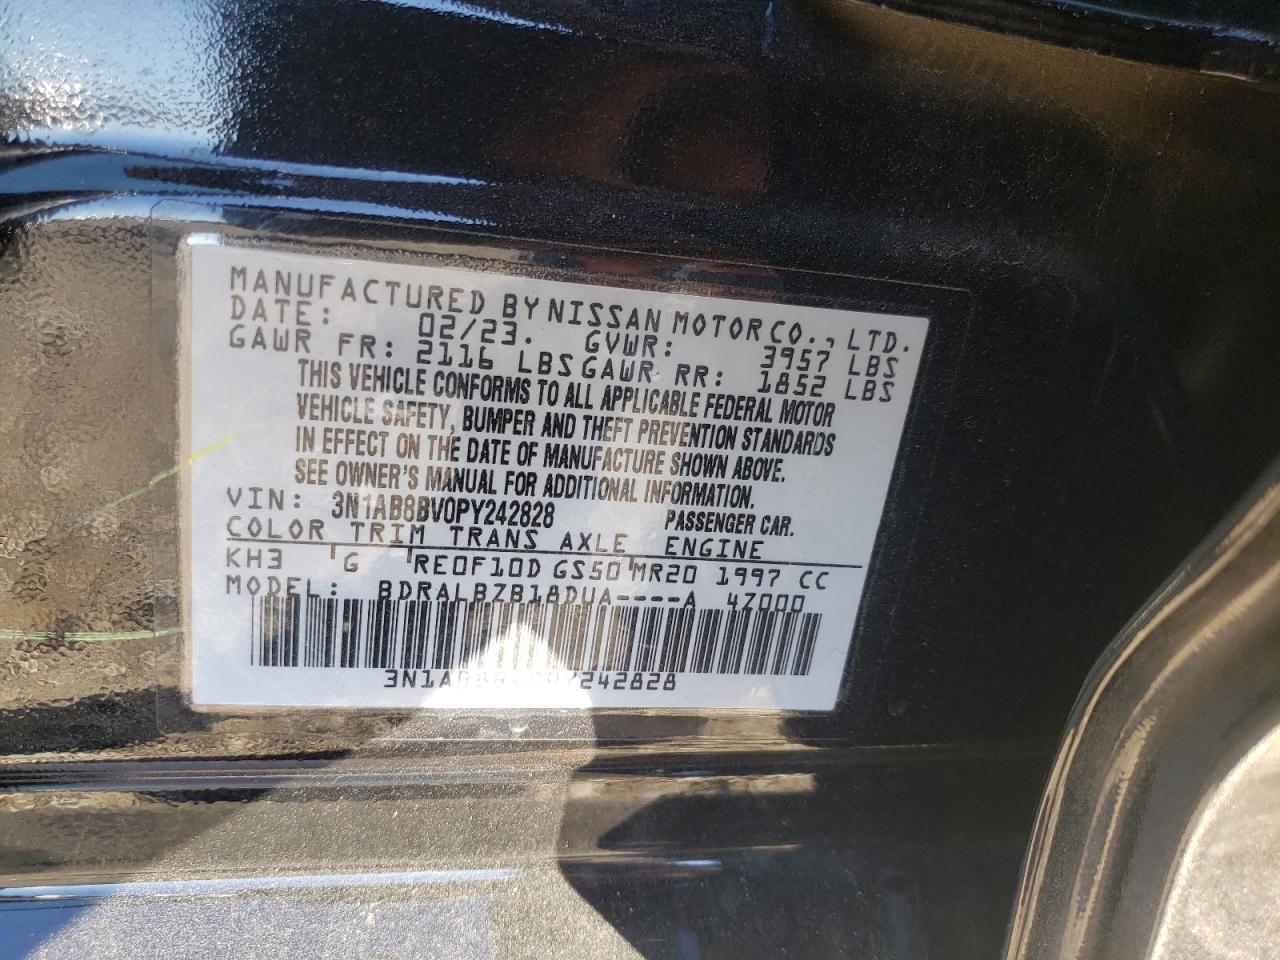 MANUFACTURED BY NISSAN MOTOR CO., LTD.
DATE: 02/23. GVWR: 3957 LBS
GAWR FR: 2116 LBS GAWR RR: 1852 LBS
THIS VEHICLE CONFORMS TO ALL APPLICABLE FEDERAL MOTOR
VEHICLE SAFETY, BUMPER AND THEFT PREVENTION STANDARDS
IN EFFECT ON THE DATE OF MANUFACTURE SHOWN ABOVE.
SEE OWNER'S MANUAL FOR ADDITIONAL INFORMATION.
VIN: 3N1AB8BV0PY242828 PASSENGER CAR.
COLOR TRIM TRANS AXLE ENGINE
KH3 G RE0F10D GS50 MR20 1997 CC
MODEL: BDRALBZB18DUA----A 4Z000
3N1AB8BV0PY242828